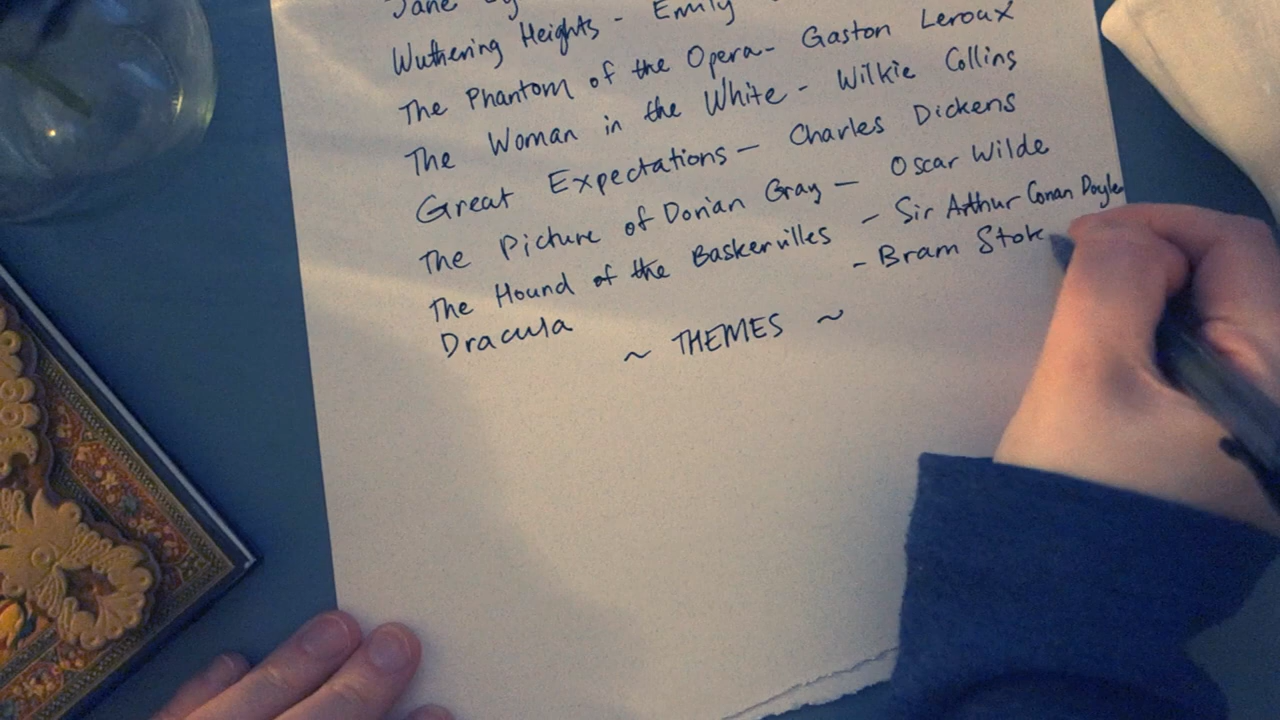 Jane
Wuthering Heights - Emily
The Phantom of the Opera - Gaston Leroux
The Woman in the White - Wilkie Collins
Great Expectations - Charles Dickens
The Picture of Dorian Gray - Oscar Wilde
The Hound of the Baskervilles - Sir Arthur Conan Doyle
Dracula - Bram Stok
~ THEMES ~